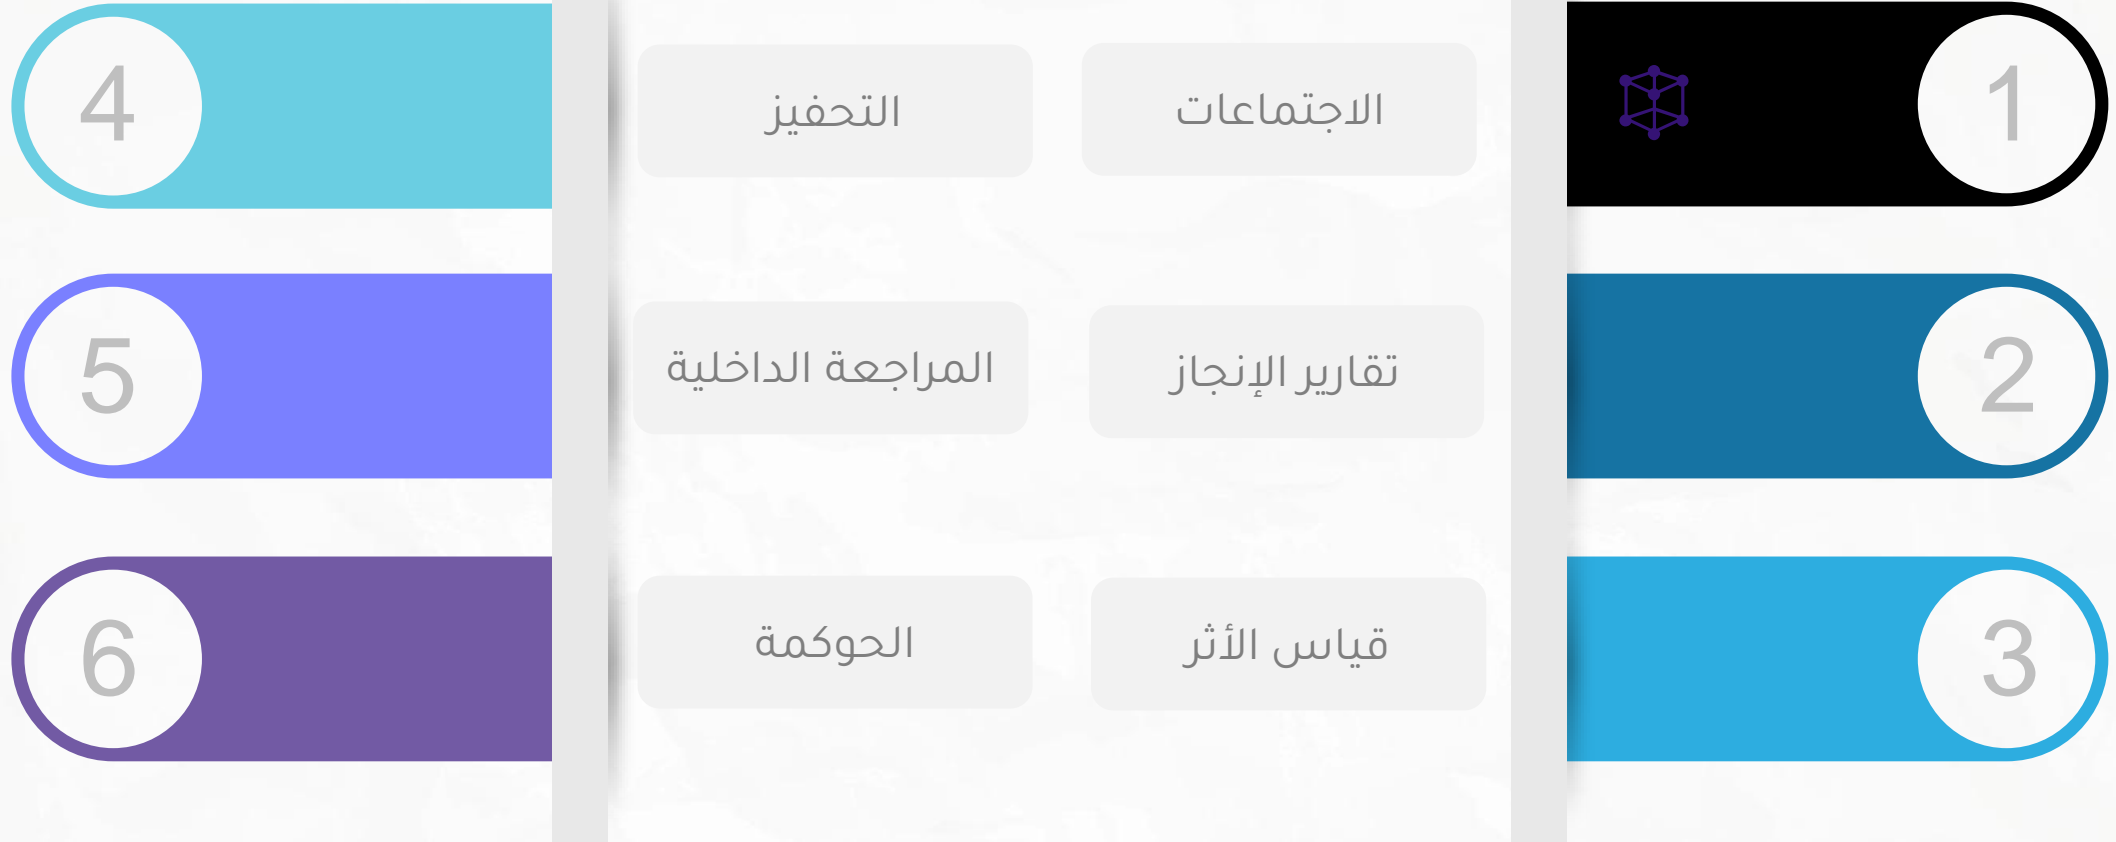 1
الاجتماعات
2
تقارير الإنجاز
3
قياس الأثر
4
التحفيز
5
المراجعة الداخلية
6
الحوكمة